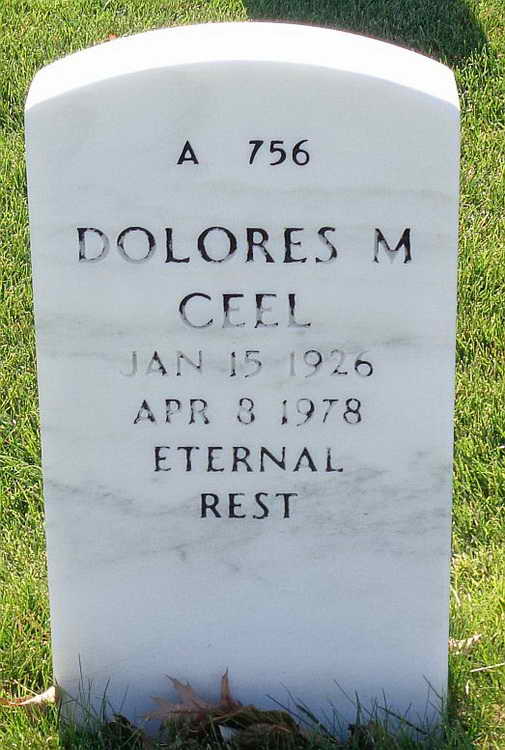 A 756
DOLORES M
CEEL
JAN 15 1926
APR 8 1978
ETERNAL
REST